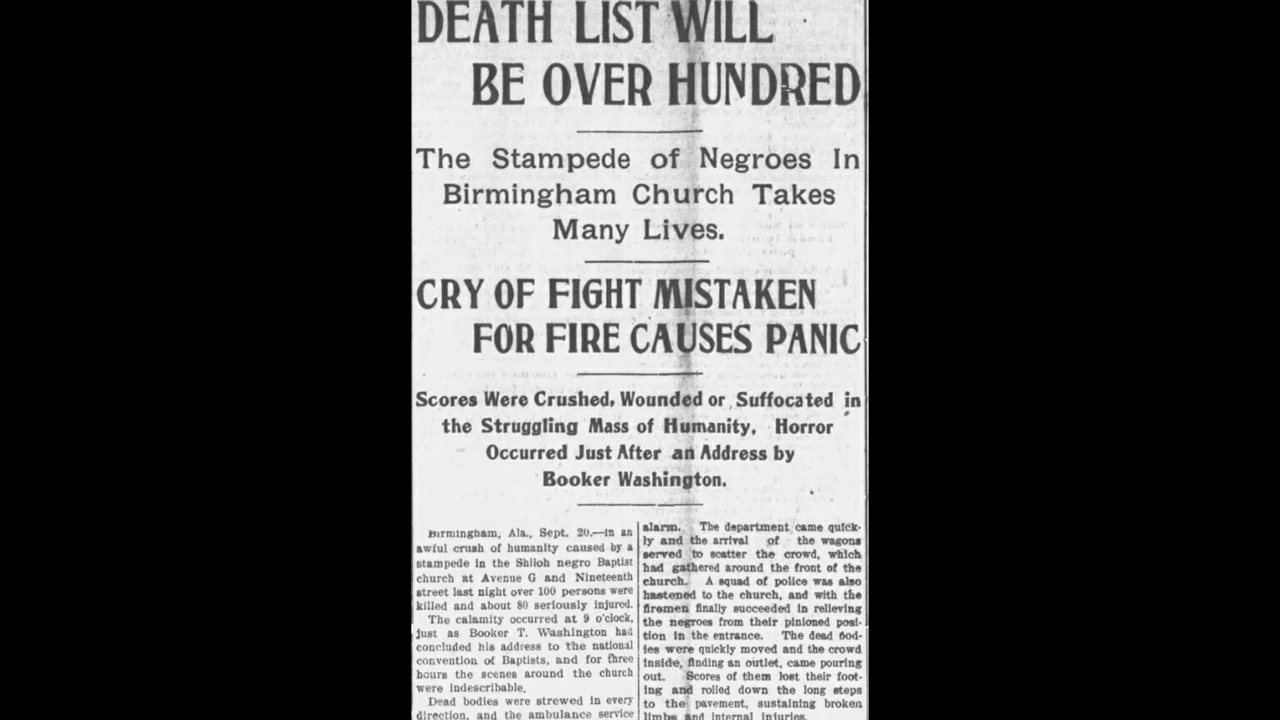 DEATH LIST WILL
BE OVER HUNDRED
The Stampede of Negroes In
Birmingham Church Takes
Many Lives.
CRY OF FIGHT MISTAKEN
FOR FIRE CAUSES PANIC
Scores Were Crushed, Wounded or Suffocated in
the Struggling Mass of Humanity. Horror
Occurred Just After an Address by
Booker Washington.
Birmingham, Ala., Sept. 20.—In an
awful crush of humanity caused by a
stampede in the Shiloh negro Baptist
church at Avenue G and Nineteenth
street last night over 100 persons were
killed and about 80 seriously injured.
The calamity occurred at 9 o'clock,
just as Booker T. Washington had
concluded his address to the national
convention of Baptists, and for three
hours the scenes around the church
were indescribable.
Dead bodies were strewed in every
direction, and the ambulance service
alarm. The department came quick-
ly and the arrival of the wagons
served to scatter the crowd, which
had gathered around the front of the
church. A squad of police was also
hastened to the church, and with the
firemen finally succeeded in relieving
the negroes from their pinioned posi-
tion in the entrance. The dead bod-
ies were quickly moved and the crowd
inside, finding an outlet, came pouring
out. Scores of them lost their foot-
ing and rolled down the long steps
to the pavement, sustaining broken
limbs and internal injuries.